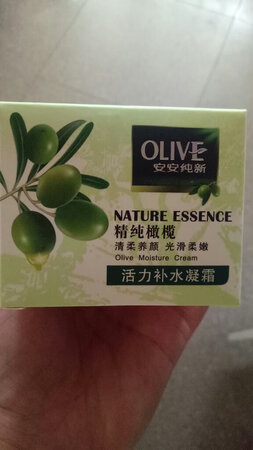 OLIVE
安安纯新
NATURE ESSENCE
精纯橄榄
清柔养颜 光滑柔嫩
Olive Moisture Cream
活力补水凝霜